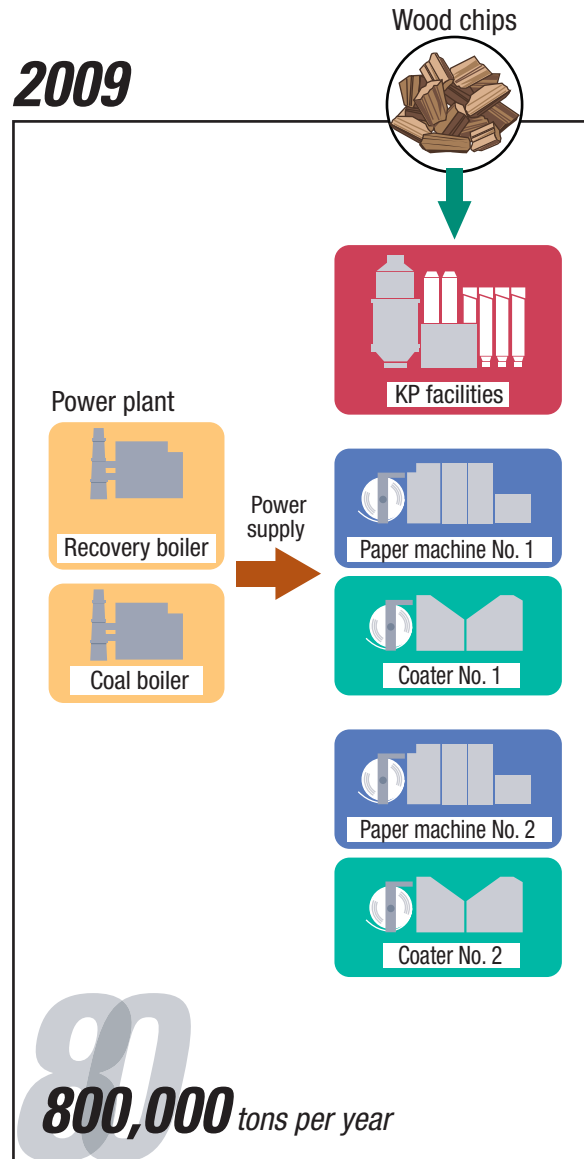 Wood chips
2009
KP facilities
Power plant
Recovery boiler
Coal boiler
Power
supply
Paper machine No. 1
Coater No. 1
Paper machine No. 2
Coater No. 2
80
800,000 tons per year